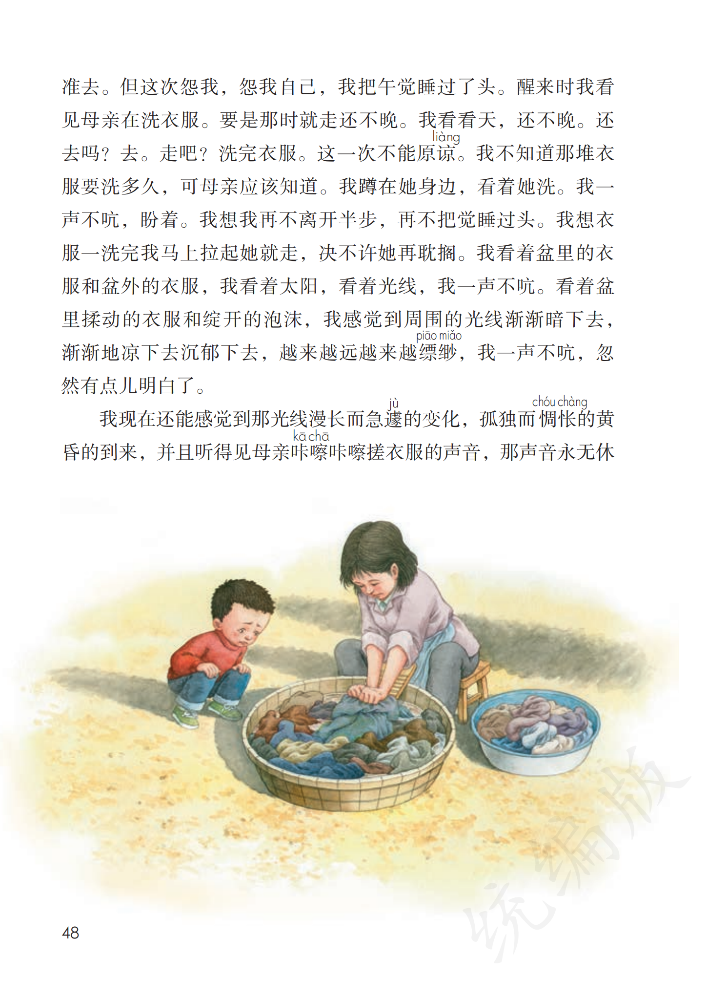 准去。但这次怨我，怨我自己，我把午觉睡过了头。醒来时我看
见母亲在洗衣服。要是那时就走还不晚。我看看天，还不晚。还
liàng
去吗？去。走吧？洗完衣服。这一次不能原谅。我不知道那堆衣
服要洗多久，可母亲应该知道。我蹲在她身边，看着她洗。我一
声不吭，盼着。我想我再不离开半步，再不把觉睡过头。我想衣
服一洗完我马上拉起她就走，决不许她再耽搁。我看着盆里的衣
服和盆外的衣服，我看着太阳，看着光线，我一声不吭。看着盆
里揉动的衣服和绽开的泡沫，我感觉到周围的光线渐渐暗下去，
piāo miǎo
渐渐地凉下去沉郁下去，越来越远越来越缥缈，我一声不吭，忽
然有点儿明白了。
jù chóu chàng
我现在还能感觉到那光线漫长而急遽的变化，孤独而惆怅的黄
kā chā
昏的到来，并且听得见母亲咔嚓咔嚓搓衣服的声音，那声音永无休
48
统编版